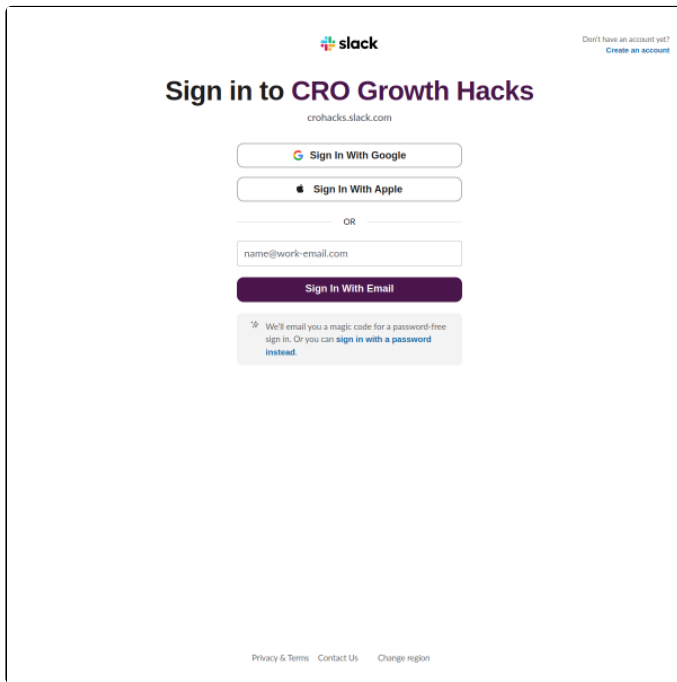 slack
Don't have an account yet?
Create an account
Sign in to CRO Growth Hacks
crohacks.slack.com
Sign In With Google
Sign In With Apple
OR
name@work-email.com
Sign In With Email
We'll email you a magic code for a password-free
sign in. Or you can sign in with a password
instead.
Privacy & Terms Contact Us Change region